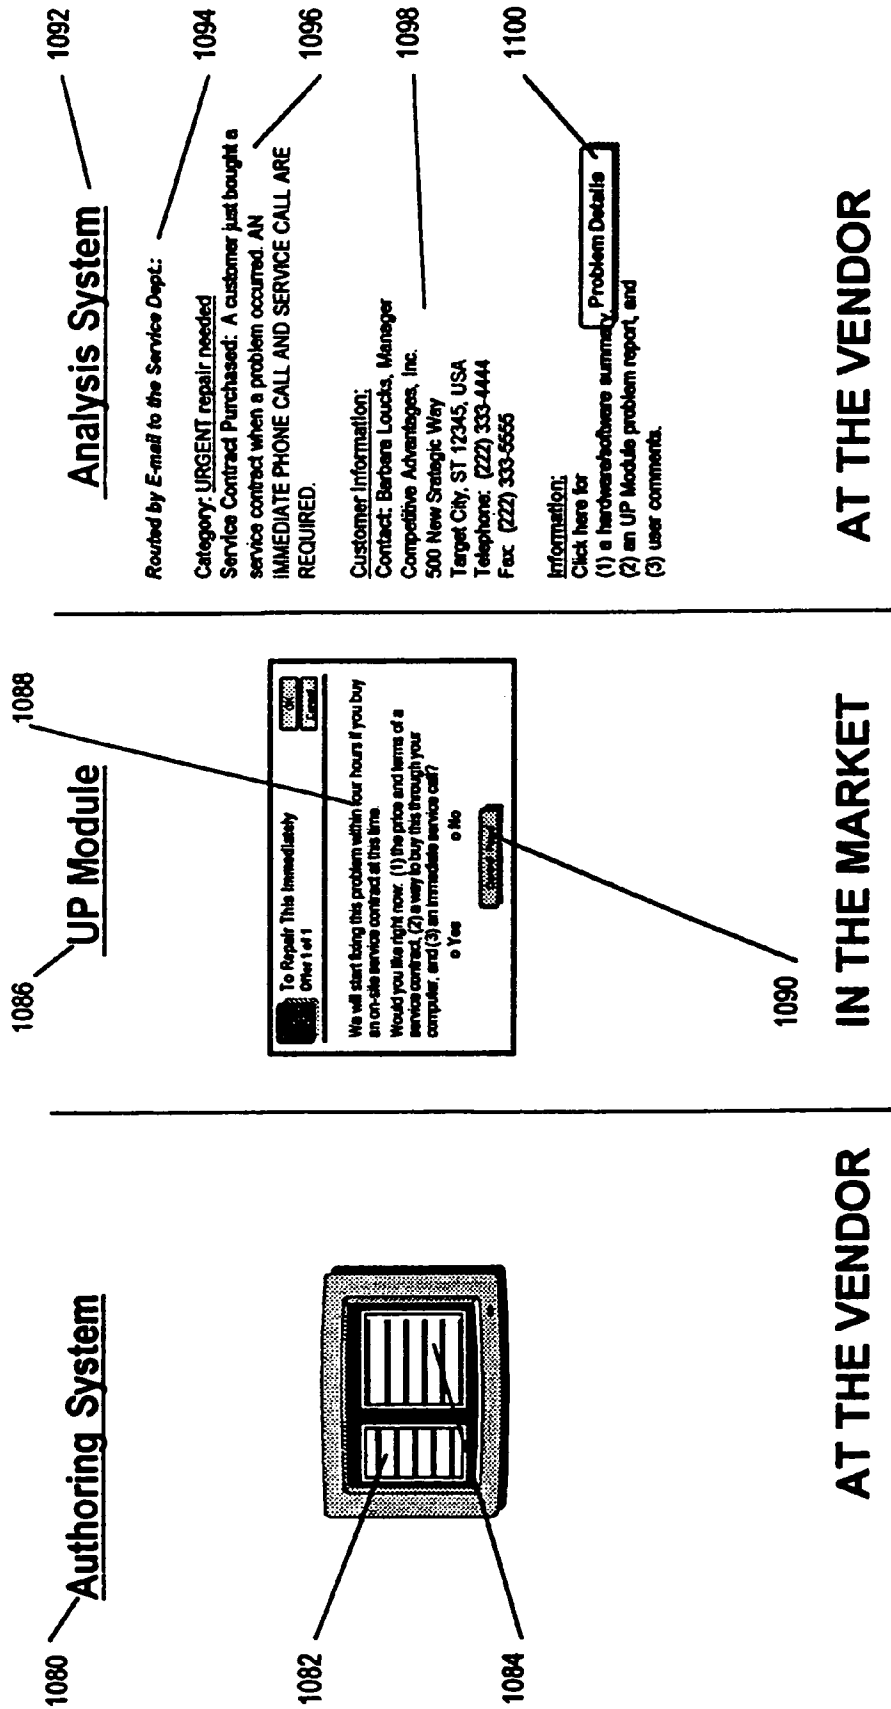 1080
Authoring System
1082
1084
AT THE VENDOR
1086
UP Module
1088
To Repair This Immediately
Offer 1 of 1
OK
Cancel
We will start fixing this problem within four hours if you buy
an on-site service contract at this time.
Would you like right now: (1) the price and terms of a
service contract, (2) a way to buy this through your
computer, and (3) an immediate service call?
o Yes
o No
1090
IN THE MARKET
Analysis System
1092
Routed by E-mail to the Service Dept.:
1094
Category: URGENT repair needed
Service Contract Purchased: A customer just bought a
service contract when a problem occurred. AN
IMMEDIATE PHONE CALL AND SERVICE CALL ARE
REQUIRED.
1096
Customer Information:
Contact: Barbara Loucks, Manager
Competitive Advantages, Inc.
500 New Srategic Way
Target City, ST 12345, USA
Telephone: (222) 333-4444
Fax: (222) 333-5555
1098
Information:
Click here for
(1) a hardware/software summary,
(2) an UP Module problem report, and
(3) user comments.
Problem Details
1100
AT THE VENDOR